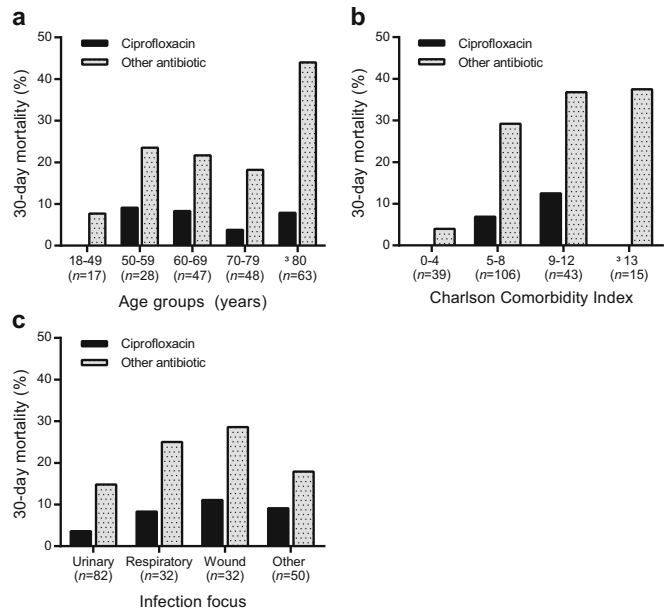 a
50
40
30
20
10
0
30-day mortality (%)
Ciprofloxacin
Other antibiotic
18-49 50-59 60-69 70-79 ³ 80
(n=17) (n=28) (n=47) (n=48) (n=63)
Age groups (years)
b
50
40
30
20
10
0
30-day mortality (%)
Ciprofloxacin
Other antibiotic
0-4 5-8 9-12 ³ 13
(n=39) (n=106) (n=43) (n=15)
Charlson Comorbidity Index
c
50
40
30
20
10
0
30-day mortality (%)
Ciprofloxacin
Other antibiotic
Urinary Respiratory Wound Other
(n=82) (n=32) (n=32) (n=50)
Infection focus